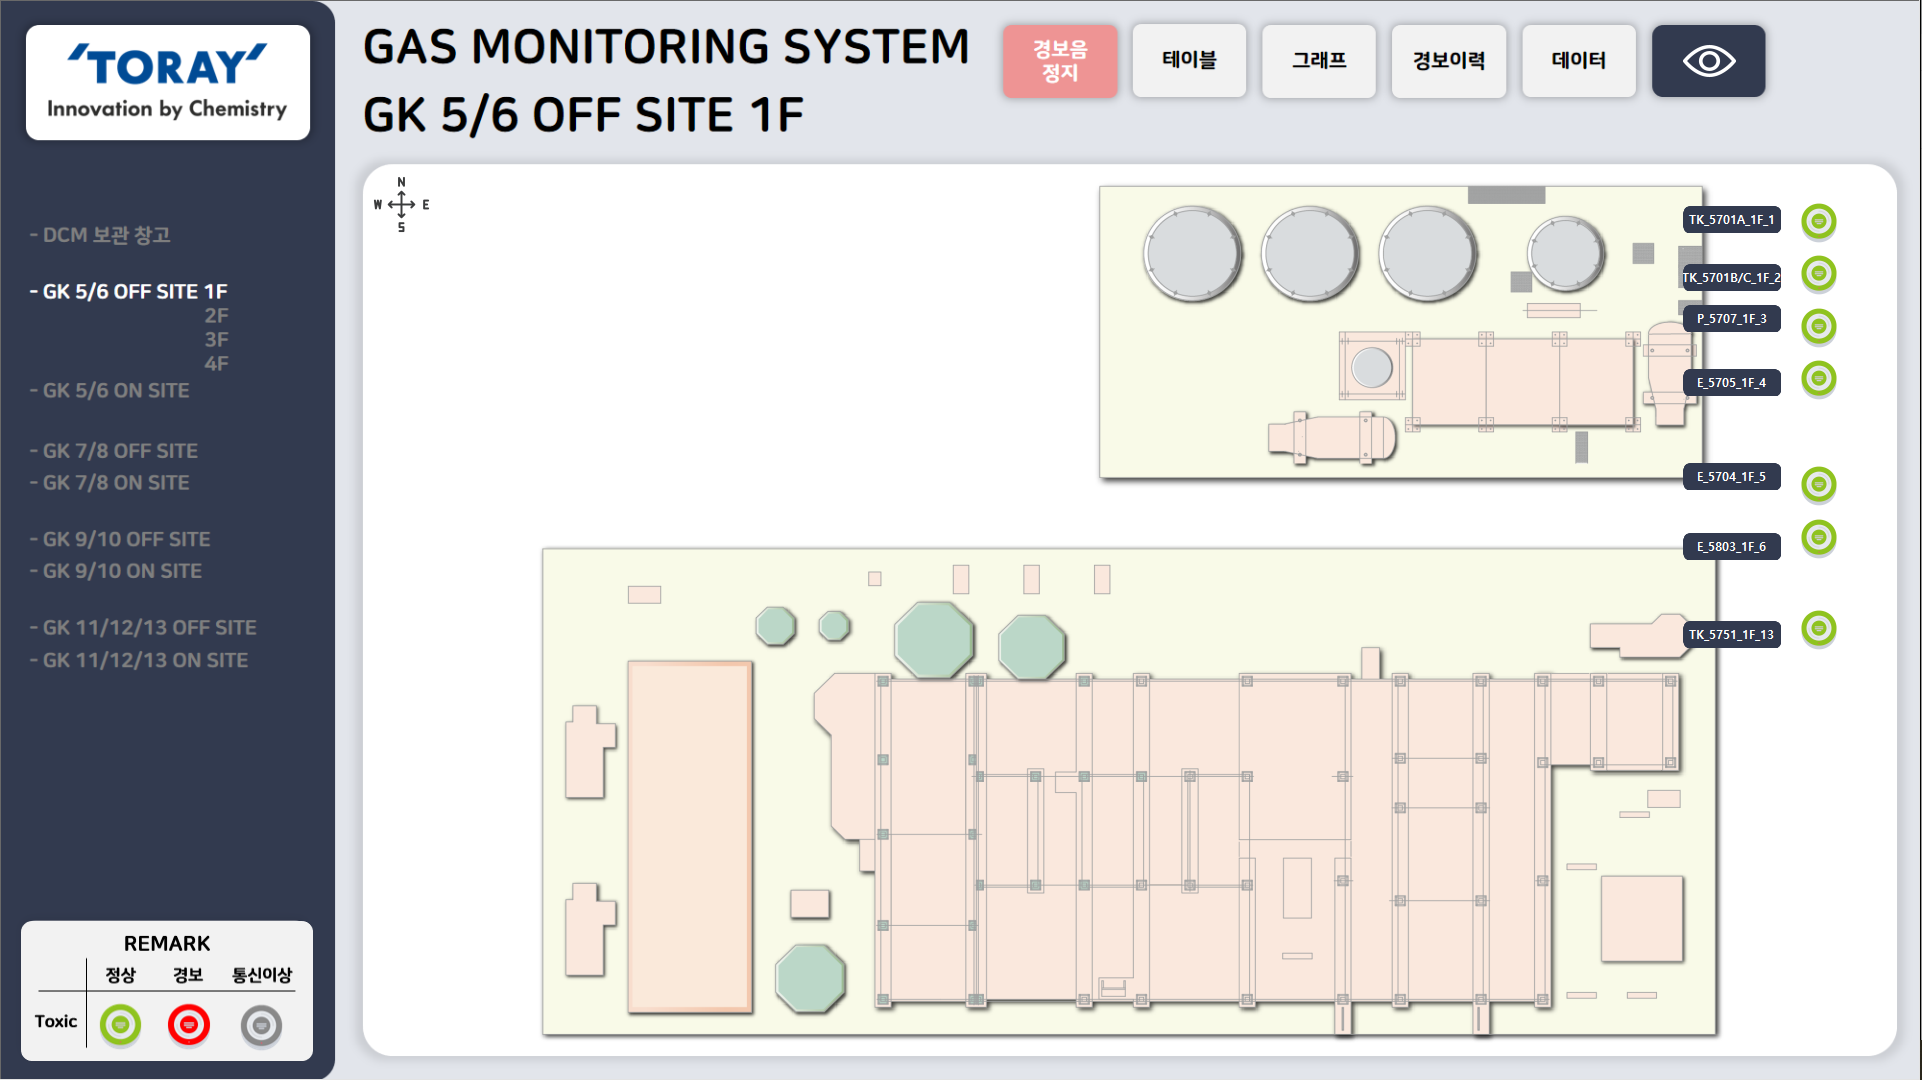 'TORAY'
Innovation by Chemistry
GAS MONITORING SYSTEM
GK 5/6 OFF SITE 1F
경보음
정지
테이블
그래프
경보이력
데이터
- DCM 보관 창고
- GK 5/6 OFF SITE 1F
2F
3F
4F
- GK 5/6 ON SITE
- GK 7/8 OFF SITE
- GK 7/8 ON SITE
- GK 9/10 OFF SITE
- GK 9/10 ON SITE
- GK 11/12/13 OFF SITE
- GK 11/12/13 ON SITE
REMARK
정상 경보 통신이상
Toxic
N
W E
S
TK_5701A_1F_1
TK_5701B/C_1F_2
P_5707_1F_3
E_5705_1F_4
E_5704_1F_5
E_5803_1F_6
TK_5751_1F_13